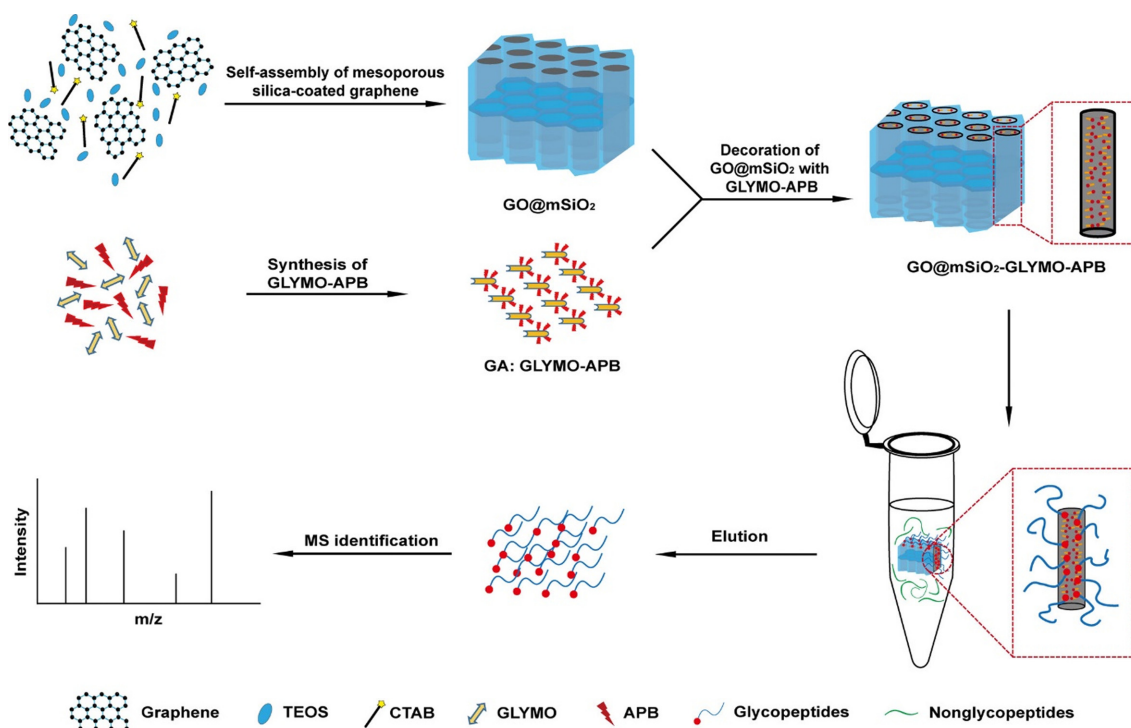 Self-assembly of mesoporous
silica-coated graphene
GO@mSiO₂
Decoration of
GO@mSiO₂ with
GLYMO-APB
GO@mSiO₂-GLYMO-APB
Synthesis of
GLYMO-APB
GA: GLYMO-APB
Elution
MS identification
Intensity
m/z
Graphene
TEOS
CTAB
GLYMO
APB
Glycopeptides
Nonglycopeptides